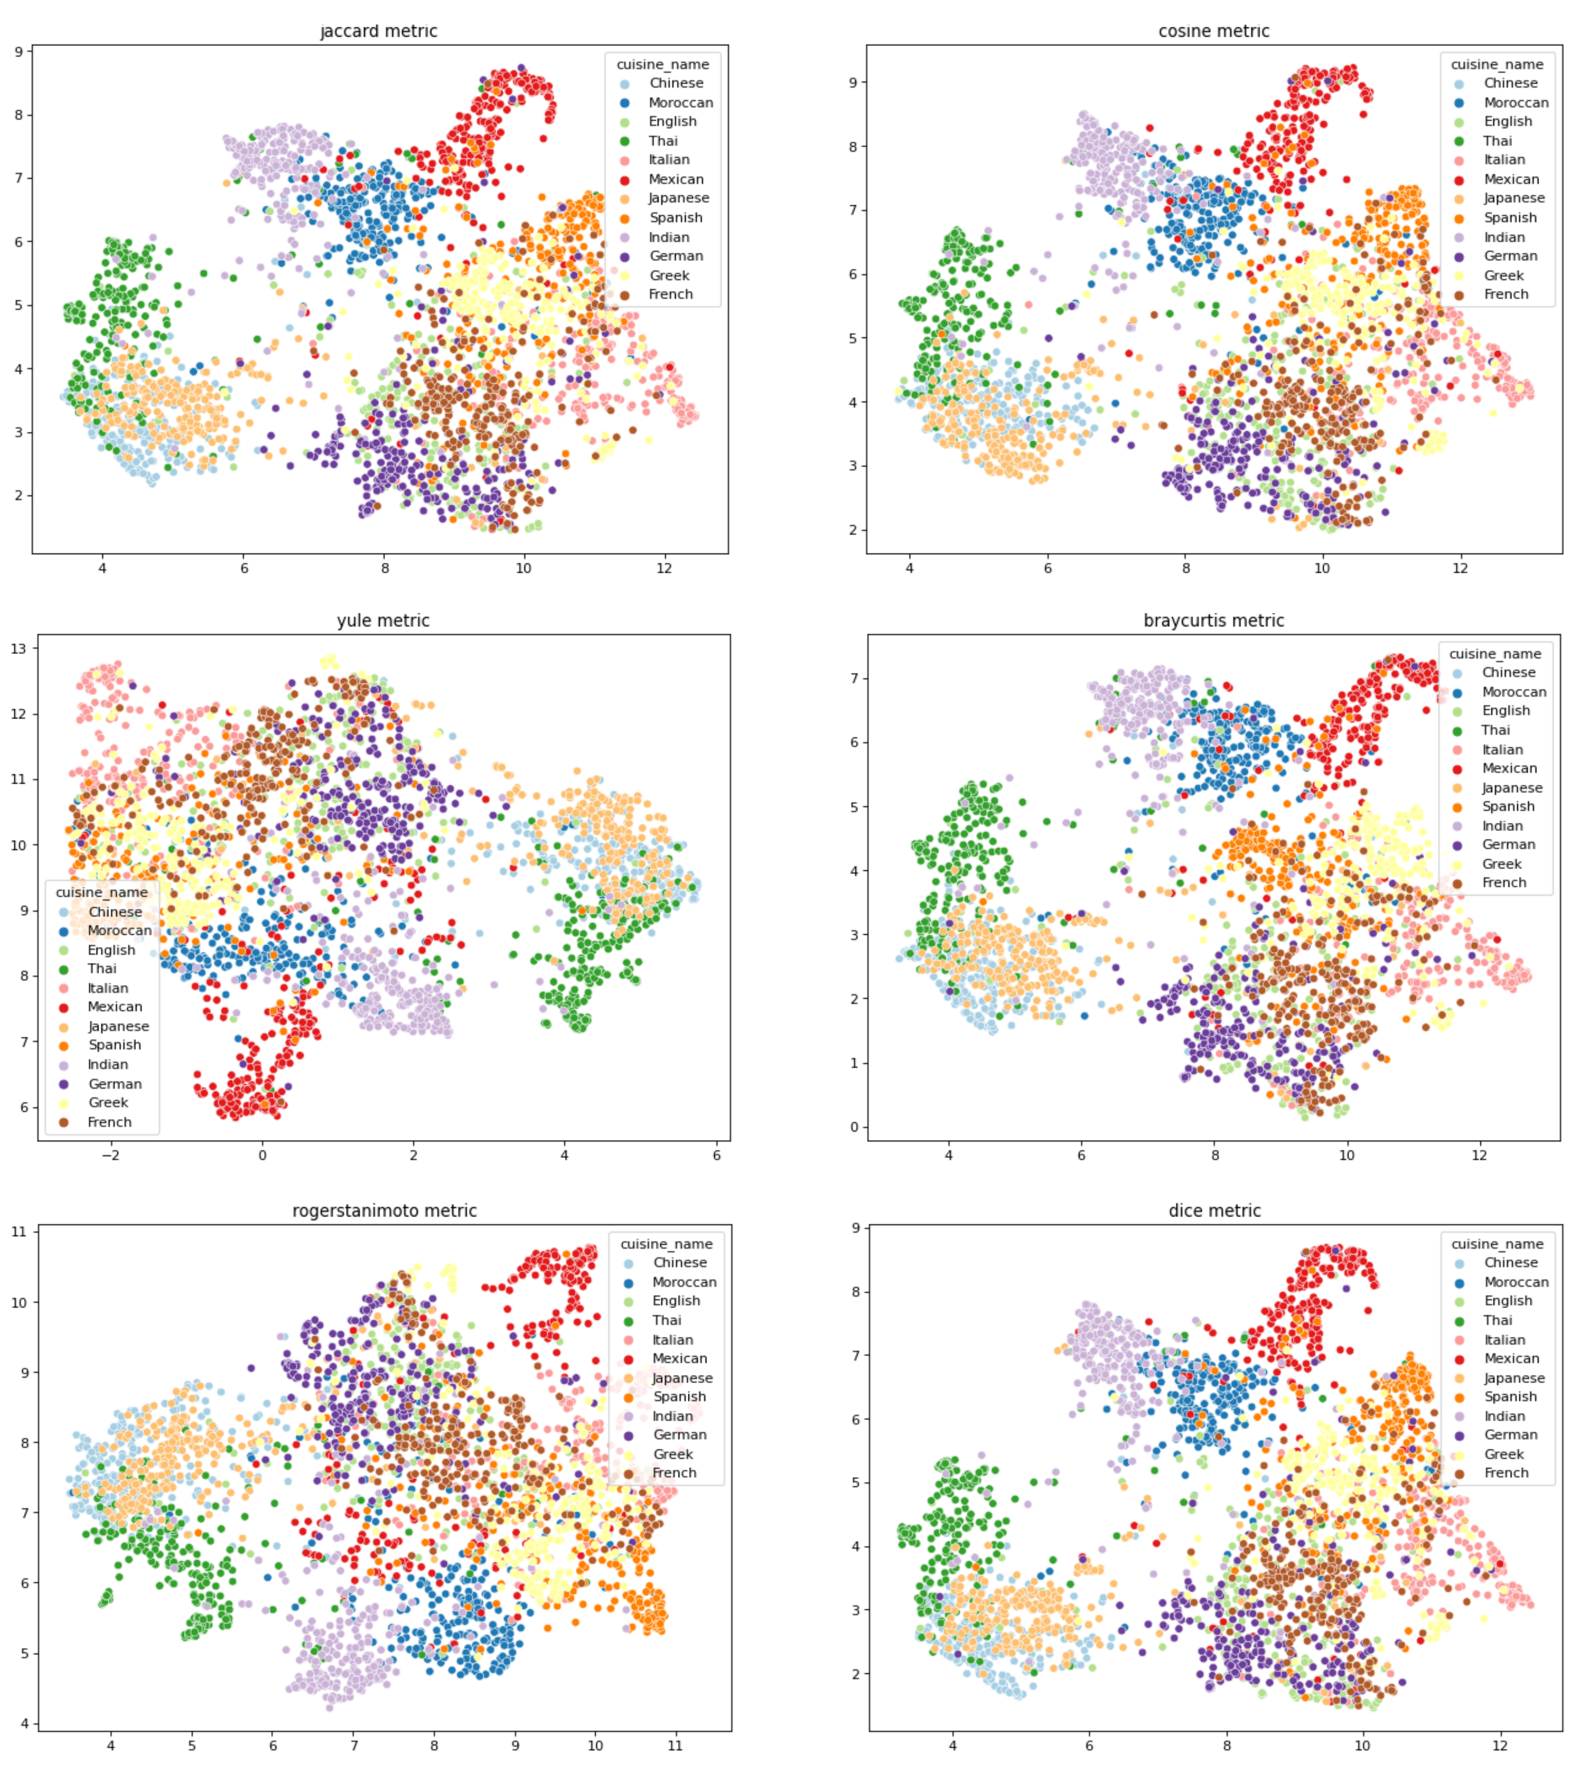 jaccard metric
9
8
7
6
5
4
3
2
4 6 8 10 12
cuisine_name
Chinese
Moroccan
English
Thai
Italian
Mexican
Japanese
Spanish
Indian
German
Greek
French
cosine metric
9
8
7
6
5
4
3
2
4 6 8 10 12
cuisine_name
Chinese
Moroccan
English
Thai
Italian
Mexican
Japanese
Spanish
Indian
German
Greek
French
yule metric
13
12
11
10
9
8
7
6
−2 0 2 4 6
cuisine_name
Chinese
Moroccan
English
Thai
Italian
Mexican
Japanese
Spanish
Indian
German
Greek
French
braycurtis metric
7
6
5
4
3
2
1
0
4 6 8 10 12
cuisine_name
Chinese
Moroccan
English
Thai
Italian
Mexican
Japanese
Spanish
Indian
German
Greek
French
rogerstanimoto metric
11
10
9
8
7
6
5
4
4 5 6 7 8 9 10 11
cuisine_name
Chinese
Moroccan
English
Thai
Italian
Mexican
Japanese
Spanish
Indian
German
Greek
French
dice metric
9
8
7
6
5
4
3
2
4 6 8 10 12
cuisine_name
Chinese
Moroccan
English
Thai
Italian
Mexican
Japanese
Spanish
Indian
German
Greek
French